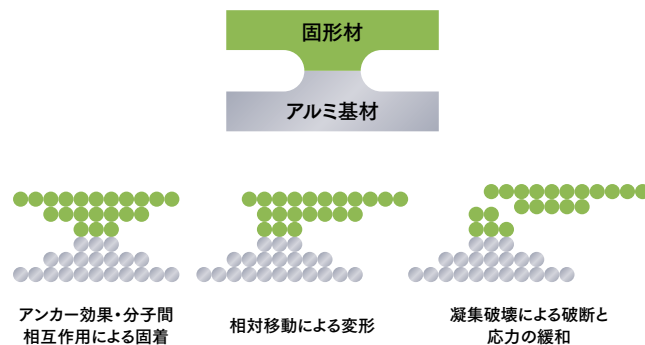 固形材
アルミ基材
アンカー効果・分子間
相互作用による固着
相対移動による変形
凝集破壊による破断と
応力の緩和